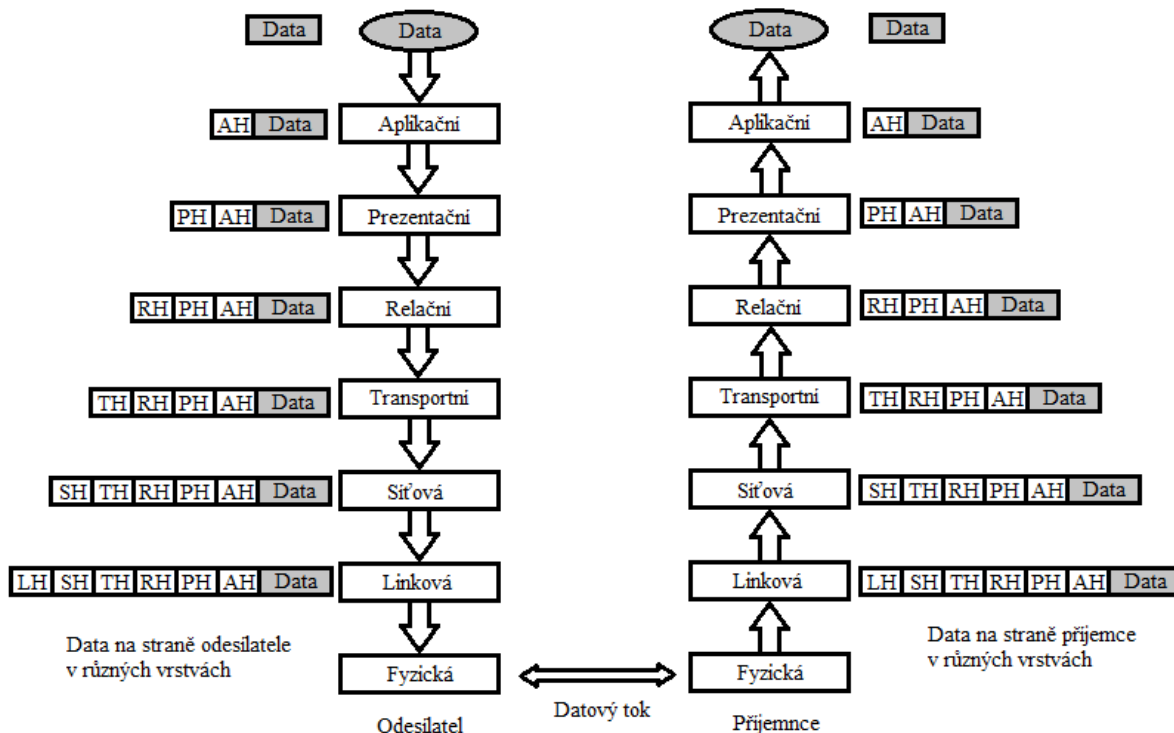 Data Data Data Data
AH Data Aplikační Aplikační AH Data
PH AH Data Prezentační Prezentační PH AH Data
RH PH AH Data Relační Relační RH PH AH Data
TH RH PH AH Data Transportní Transportní TH RH PH AH Data
SH TH RH PH AH Data Síťová Síťová SH TH RH PH AH Data
LH SH TH RH PH AH Data Linková Linková LH SH TH RH PH AH Data
Data na straně odesílatele
v různých vrstvách
Data na straně příjemce
v různých vrstvách
Fyzická Fyzická
Datový tok
Odesílatel Příjemnce